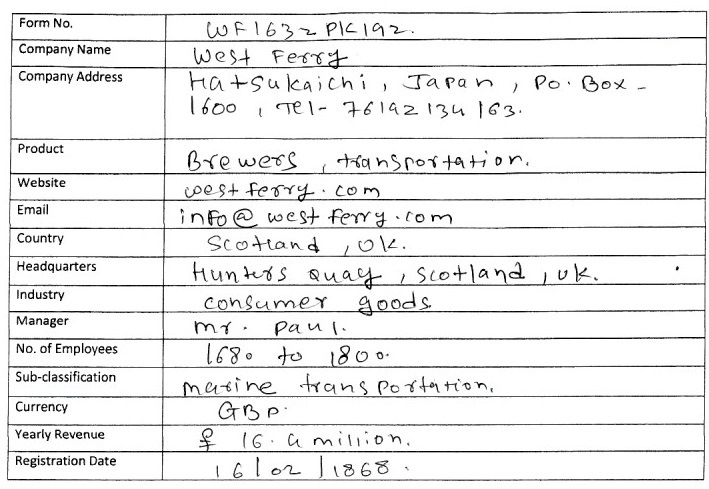 Form No. WF1632PK192.
Company Name West Ferry
Company Address Hatsukaichi, Japan, Po. Box -
1600, Tel- 76192134163.
Product Brewers, transportation.
Website westferry.com
Email info@westferry.com
Country Scotland, UK.
Headquarters Hunters Quay, Scotland, UK.
Industry consumer goods.
Manager mr. Paul.
No. of Employees 1680 to 1800.
Sub-classification marine transportation.
Currency GBP.
Yearly Revenue £ 16.4 million.
Registration Date 16/02/1868.